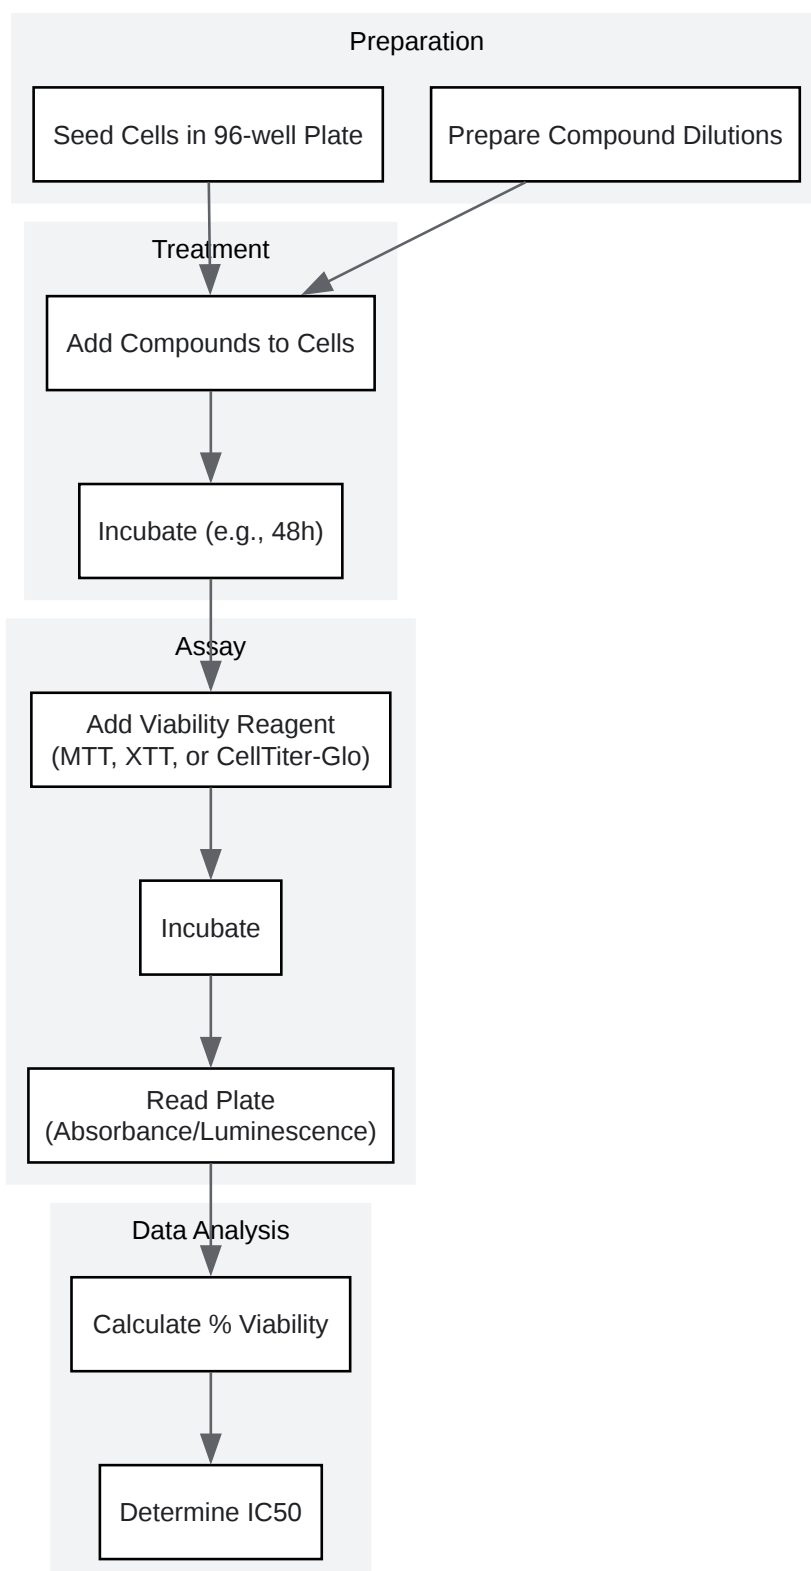 Preparation
Seed Cells in 96-well Plate
Prepare Compound Dilutions
Treatment
Add Compounds to Cells
Incubate (e.g., 48h)
Assay
Add Viability Reagent
(MTT, XTT, or CellTiter-Glo)
Incubate
Read Plate
(Absorbance/Luminescence)
Data Analysis
Calculate % Viability
Determine IC50